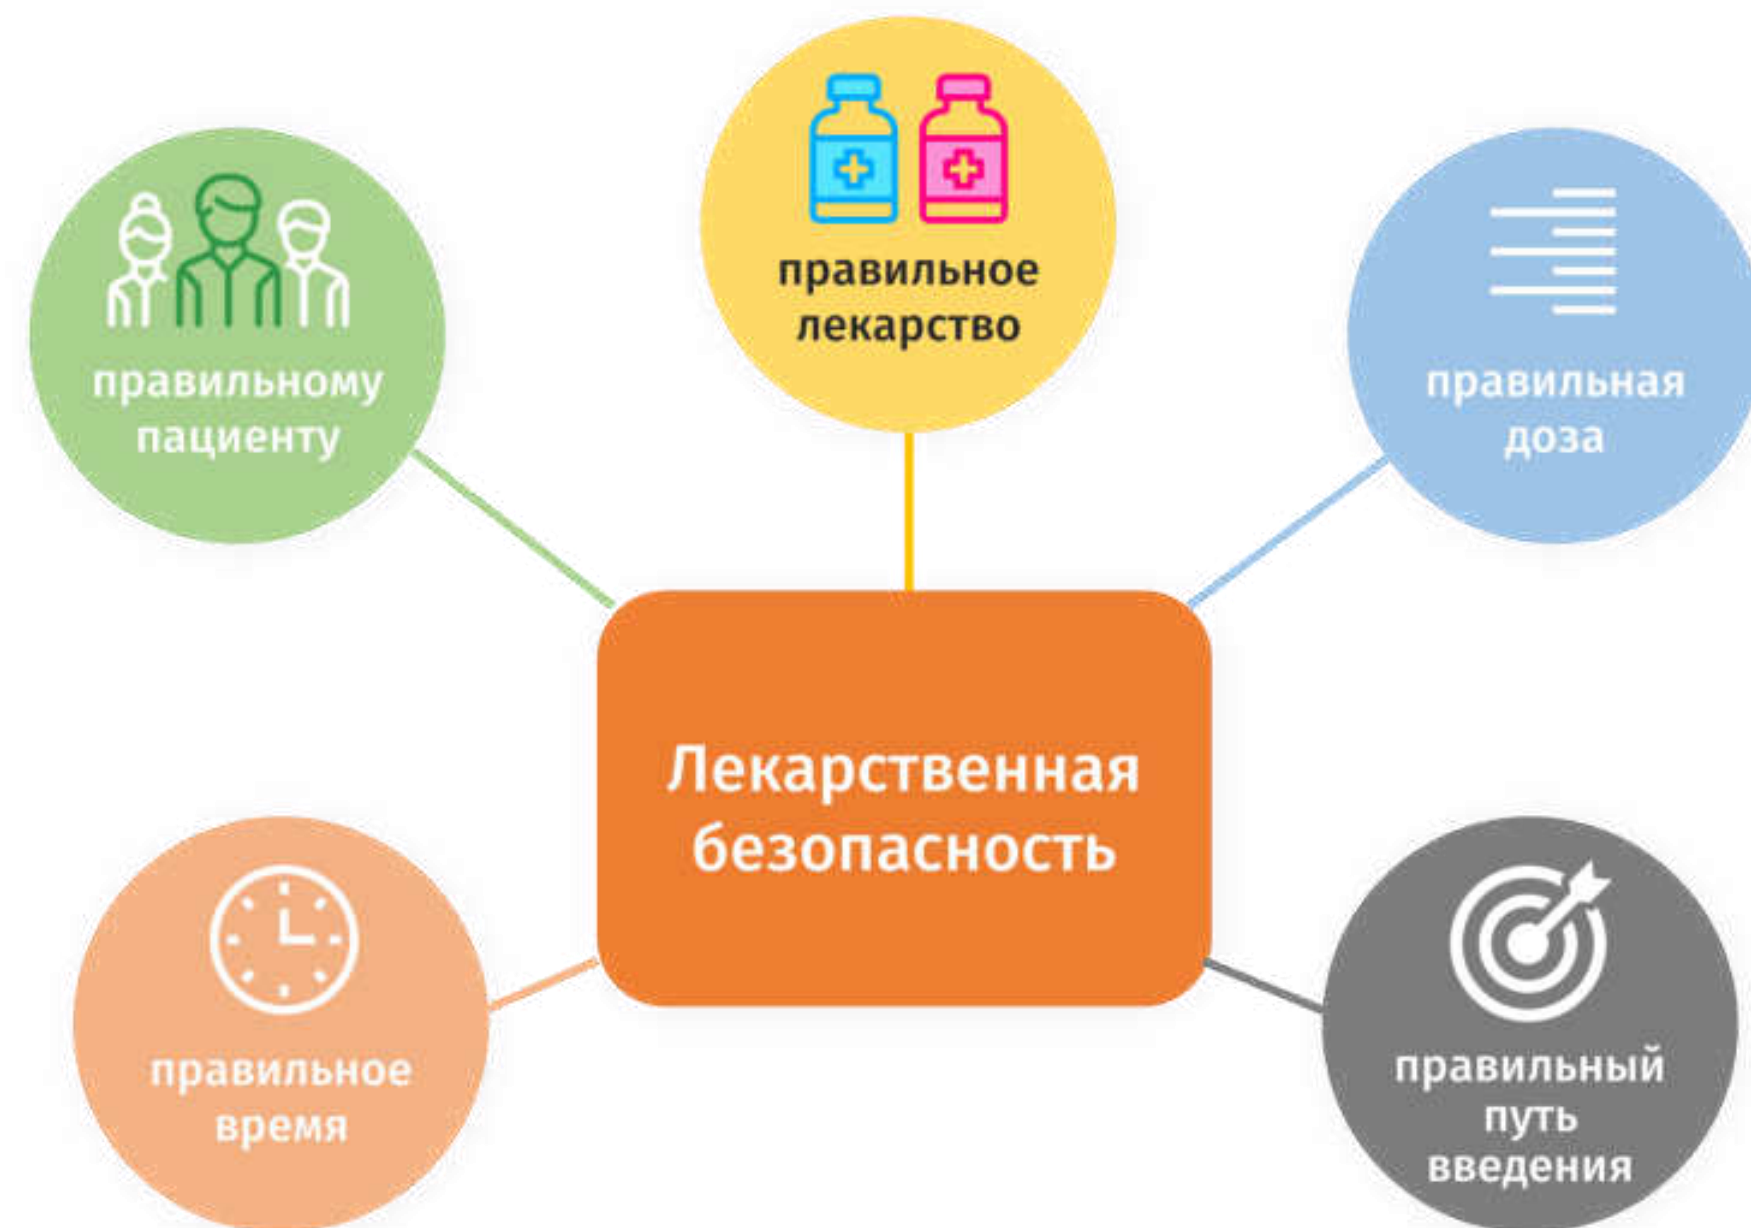 правильное
лекарство
правильному
пациенту
правильная
доза
Лекарственная
безопасность
правильное
время
правильный
путь
введения